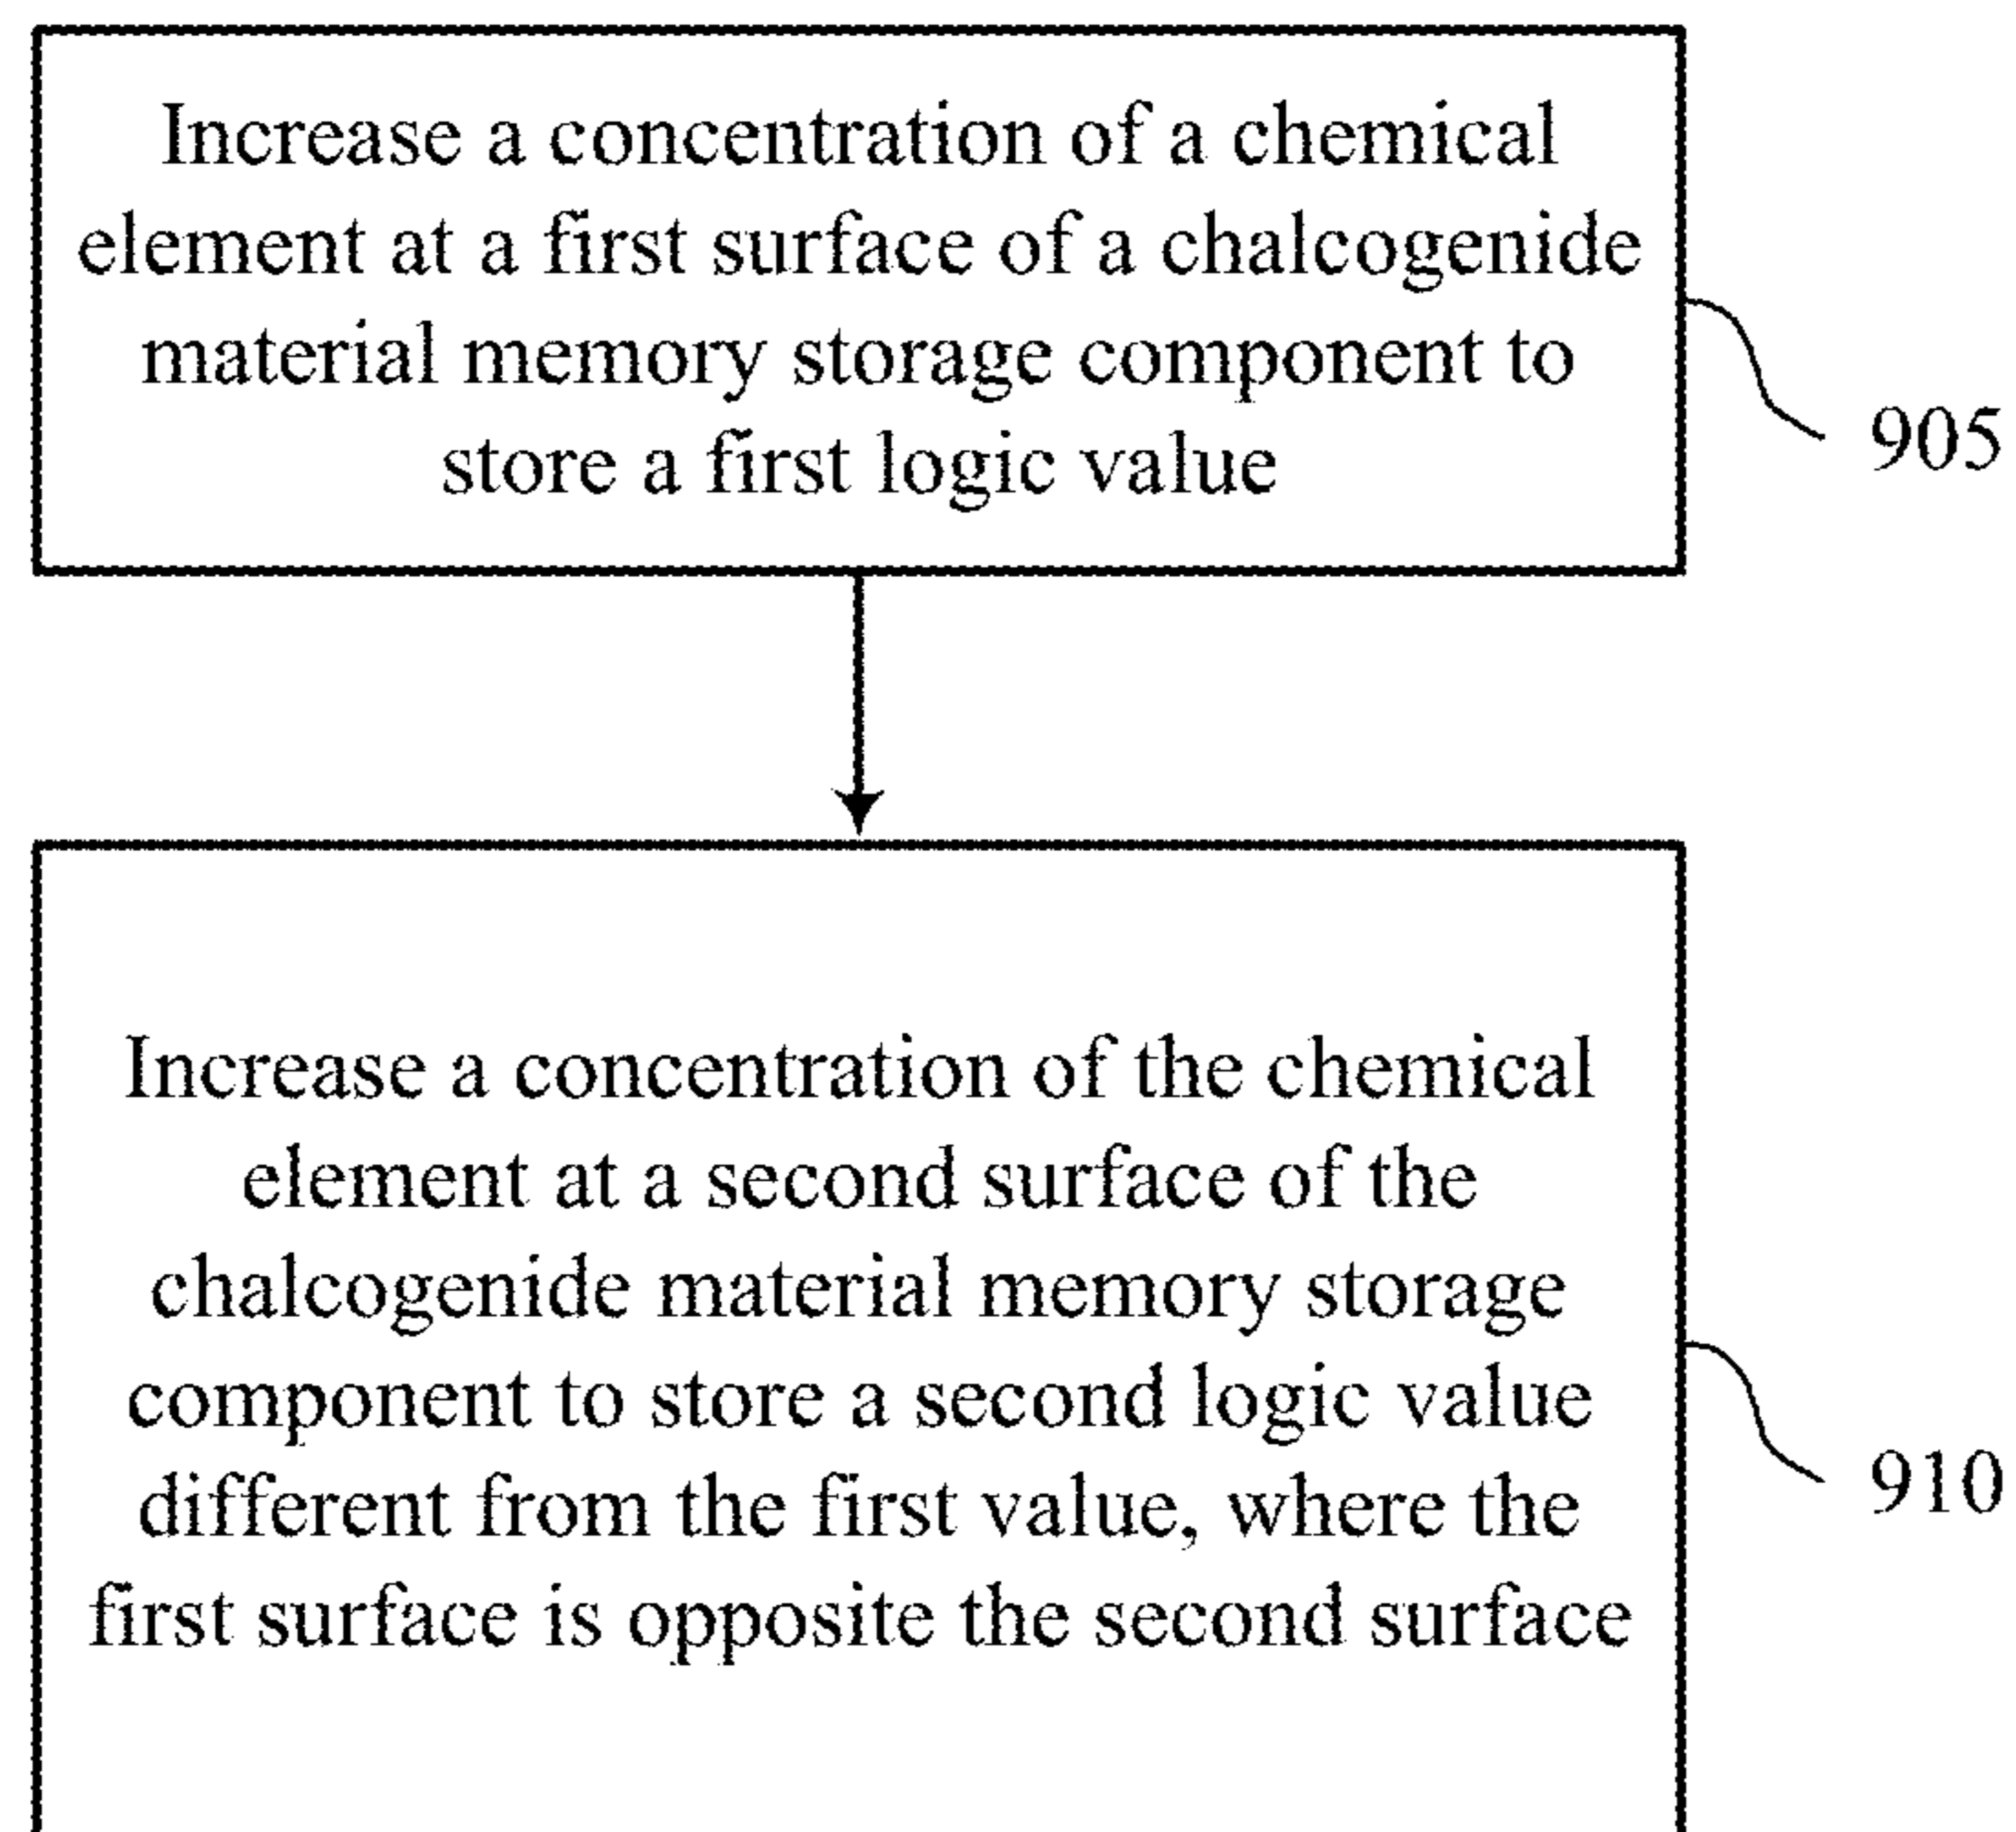 Increase a concentration of a chemical
element at a first surface of a chalcogenide
material memory storage component to
store a first logic value
905
Increase a concentration of the chemical
element at a second surface of the
chalcogenide material memory storage
component to store a second logic value
different from the first value, where the
first surface is opposite the second surface
910